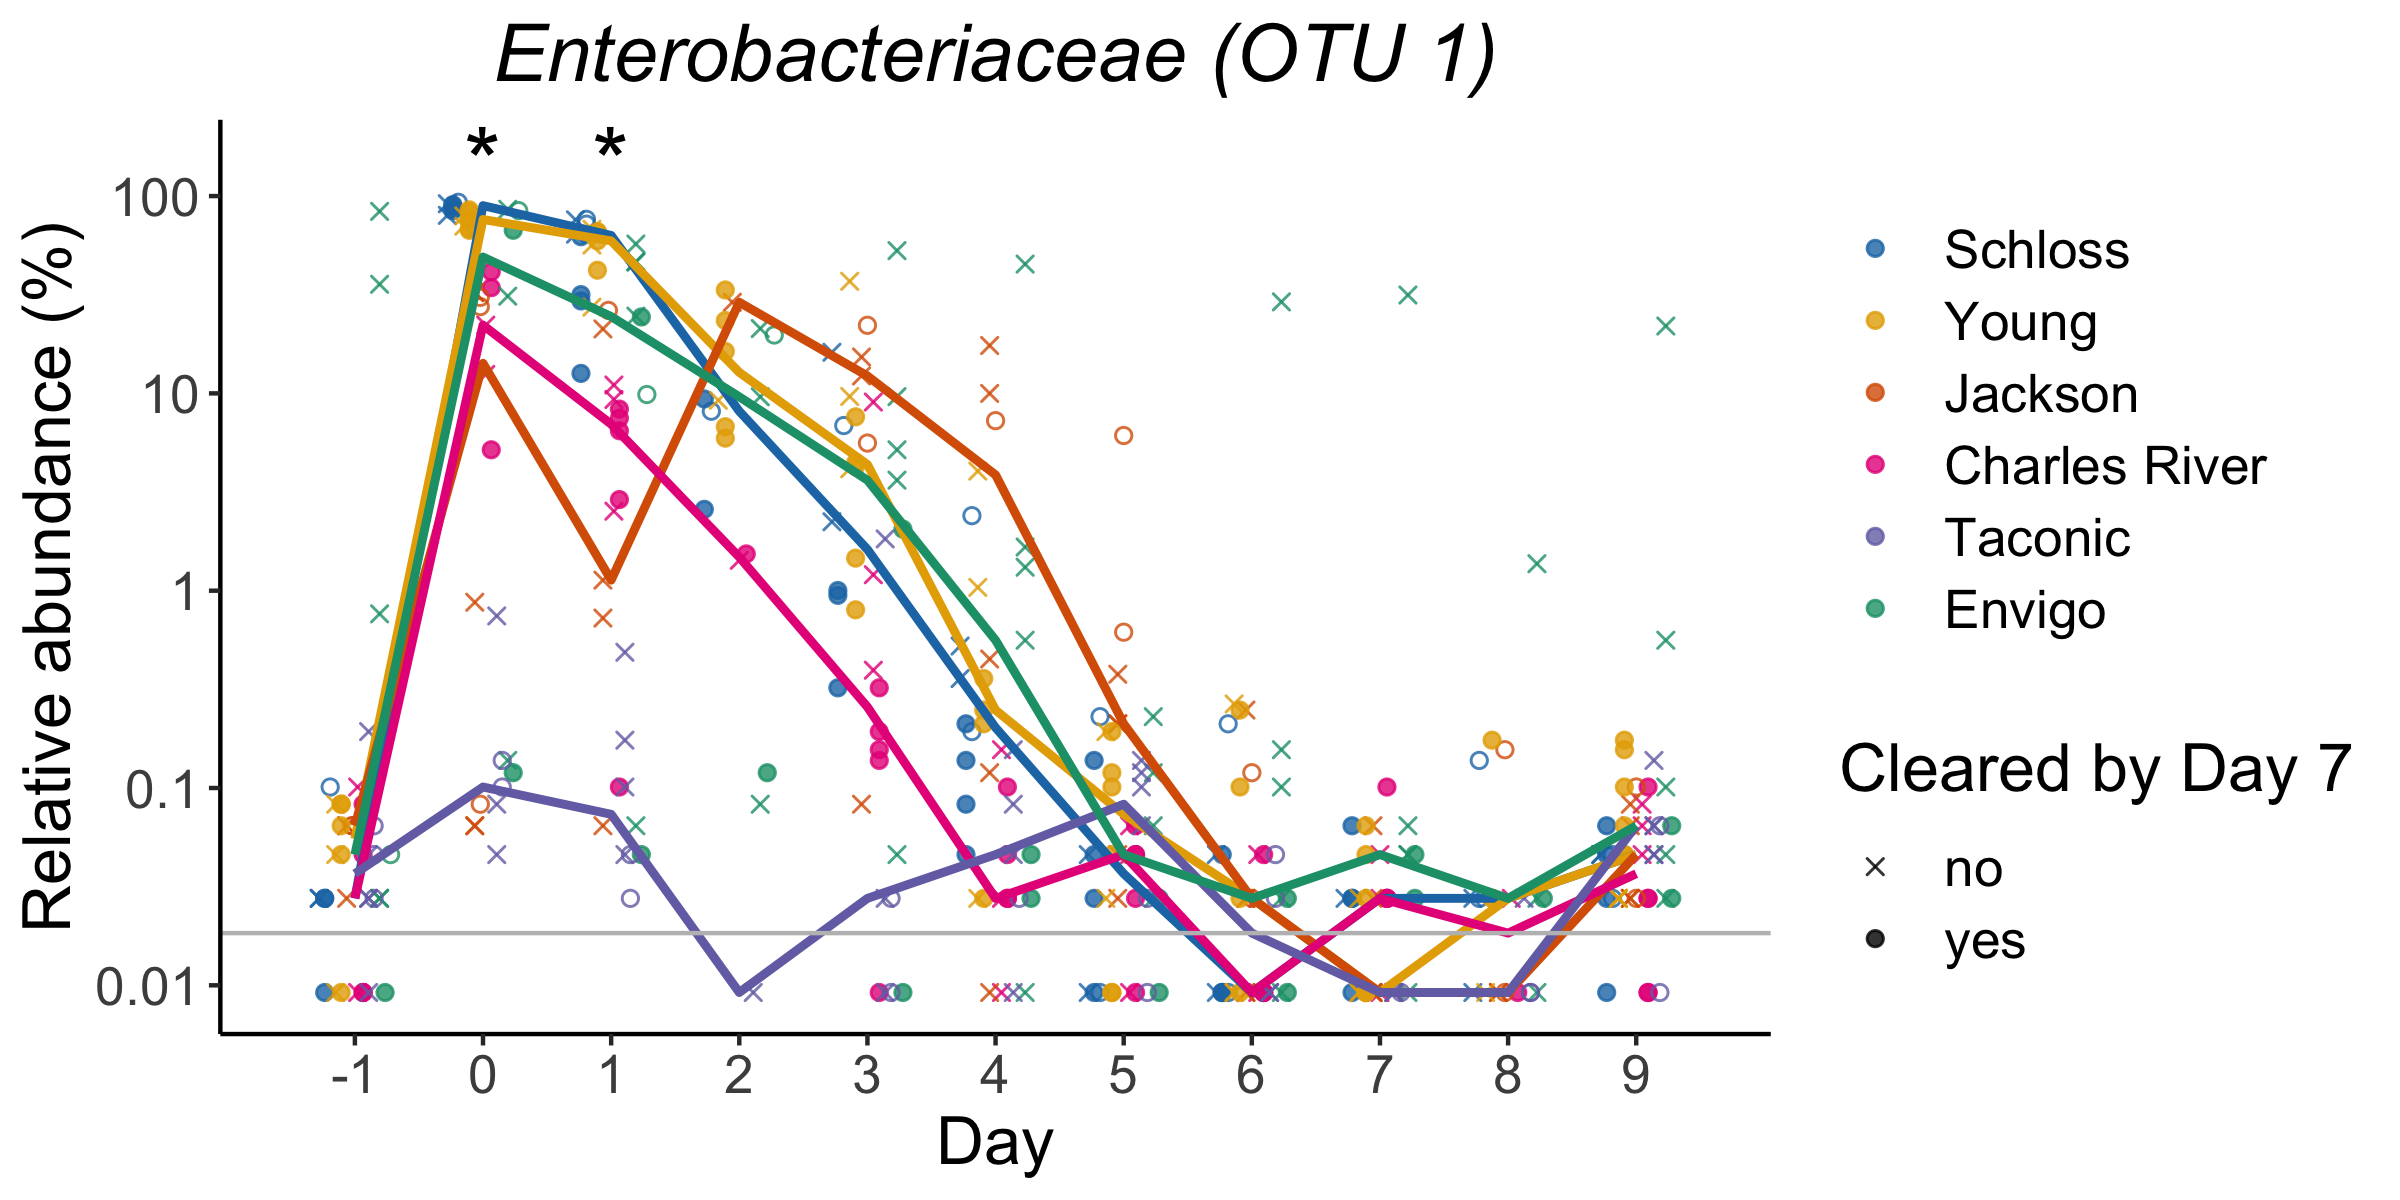 Enterobacteriaceae (OTU 1)
* *
Relative abundance (%)
100
10
1
0.1
0.01
-1 0 1 2 3 4 5 6 7 8 9
Day
Schloss
Young
Jackson
Charles River
Taconic
Envigo
Cleared by Day 7
no
yes